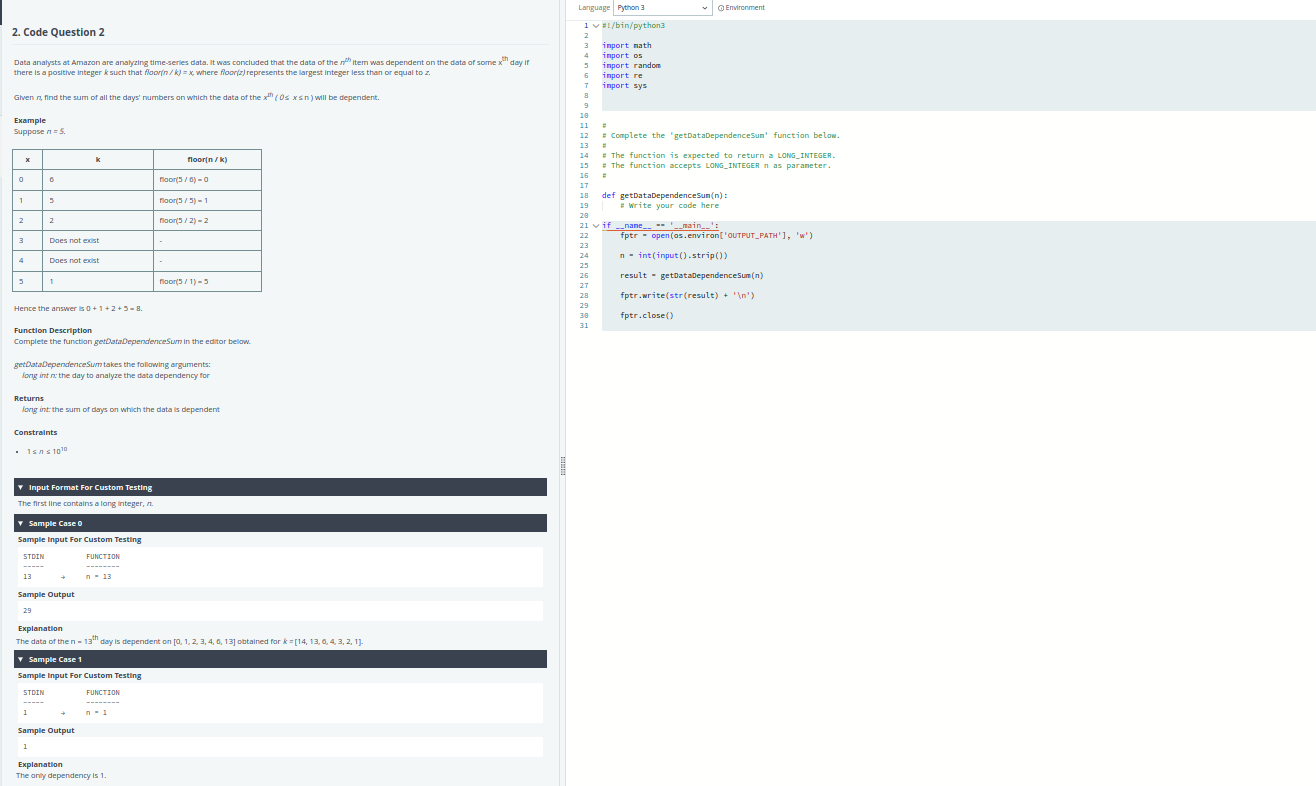 2. Code Question 2
Data analysts at Amazon are analyzing time-series data. It was concluded that the data of the nth item was dependent on the data of some xth day if
there is a positive integer k such that floor(n / k) = x, where floor(z) represents the largest integer less than or equal to z.
Given n, find the sum of all the days' numbers on which the data of the xth ( 0 ≤ x ≤ n ) will be dependent.
Example
Suppose n = 5.
x k floor(n / k)
0 6 floor(5 / 6) = 0
1 5 floor(5 / 5) = 1
2 2 floor(5 / 2) = 2
3 Does not exist -
4 Does not exist -
5 1 floor(5 / 1) = 5
Hence the answer is 0 + 1 + 2 + 5 = 8.
Function Description
Complete the function getDataDependenceSum in the editor below.
getDataDependenceSum takes the following arguments:
long int n: the day to analyze the data dependency for
Returns
long int: the sum of days on which the data is dependent
Constraints
• 1 ≤ n ≤ 10^10
▼ Input Format For Custom Testing
The first line contains a long integer, n.
▼ Sample Case 0
Sample Input For Custom Testing
STDIN FUNCTION
----- --------
13 → n = 13
Sample Output
29
Explanation
The data of the n = 13th day is dependent on [0, 1, 2, 3, 4, 6, 13] obtained for k = [14, 13, 6, 4, 3, 2, 1].
▼ Sample Case 1
Sample Input For Custom Testing
STDIN FUNCTION
----- --------
1 → n = 1
Sample Output
1
Explanation
The only dependency is 1.
Language Python 3 Environment
1 #!/bin/python3
2
3 import math
4 import os
5 import random
6 import re
7 import sys
8
9
10
11 #
12 # Complete the 'getDataDependenceSum' function below.
13 #
14 # The function is expected to return a LONG_INTEGER.
15 # The function accepts LONG_INTEGER n as parameter.
16 #
17
18 def getDataDependenceSum(n):
19 # Write your code here
20
21 if __name__ == '__main__':
22 fptr = open(os.environ['OUTPUT_PATH'], 'w')
23
24 n = int(input().strip())
25
26 result = getDataDependenceSum(n)
27
28 fptr.write(str(result) + '\n')
29
30 fptr.close()
31